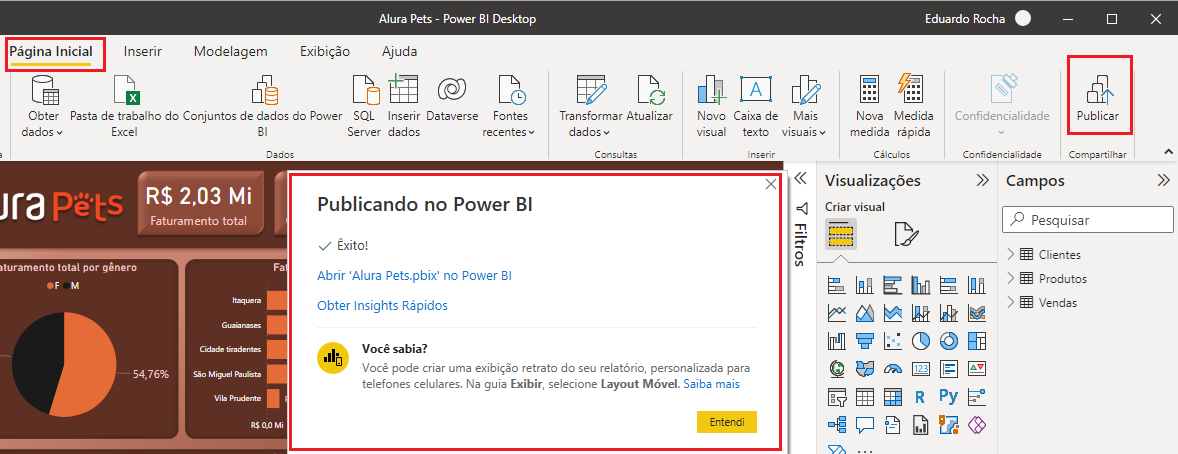 Alura Pets - Power BI Desktop
Eduardo Rocha
Página Inicial Inserir Modelagem Exibição Ajuda
Obter dados
Pasta de trabalho do Excel
Conjuntos de dados do Power BI
SQL Server
Inserir dados
Dataverse
Fontes recentes
Dados
Transformar dados
Atualizar
Consultas
Novo visual
Caixa de texto
Mais visuais
Inserir
Nova medida
Medida rápida
Cálculos
Confidencialidade
Confidencialidade
Publicar
Compartilhar
ura Pets
R$ 2,03 Mi
Faturamento total
aturamento total por gênero
F M
54,76%
Fat
Itaquera
Guaianases
Cidade tiradentes
São Miguel Paulista
Vila Prudente
R$ 0,0 Mi
Publicando no Power BI
Êxito!
Abrir 'Alura Pets.pbix' no Power BI
Obter Insights Rápidos
Você sabia?
Você pode criar uma exibição retrato do seu relatório, personalizada para
telefones celulares. Na guia Exibir, selecione Layout Móvel. Saiba mais
Entendi
Filtros
Visualizações
Criar visual
123
R Py
Campos
Pesquisar
Clientes
Produtos
Vendas